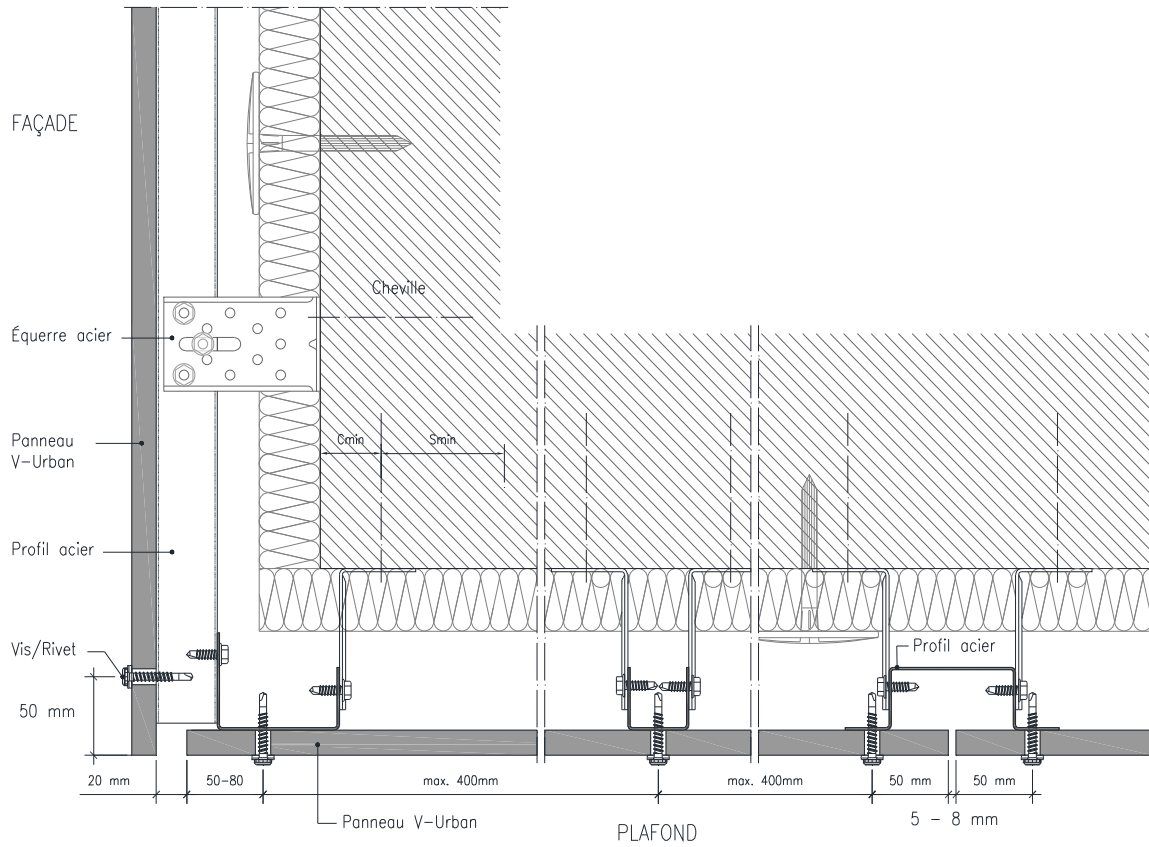 FAÇADE
Cheville
Équerre acier
Panneau
V-Urban
Cmin
Smin
Profil acier
Vis/Rivet
Profil acier
50 mm
20 mm
50-80
max. 400mm
max. 400mm
50 mm
50 mm
5 - 8 mm
Panneau V-Urban
PLAFOND